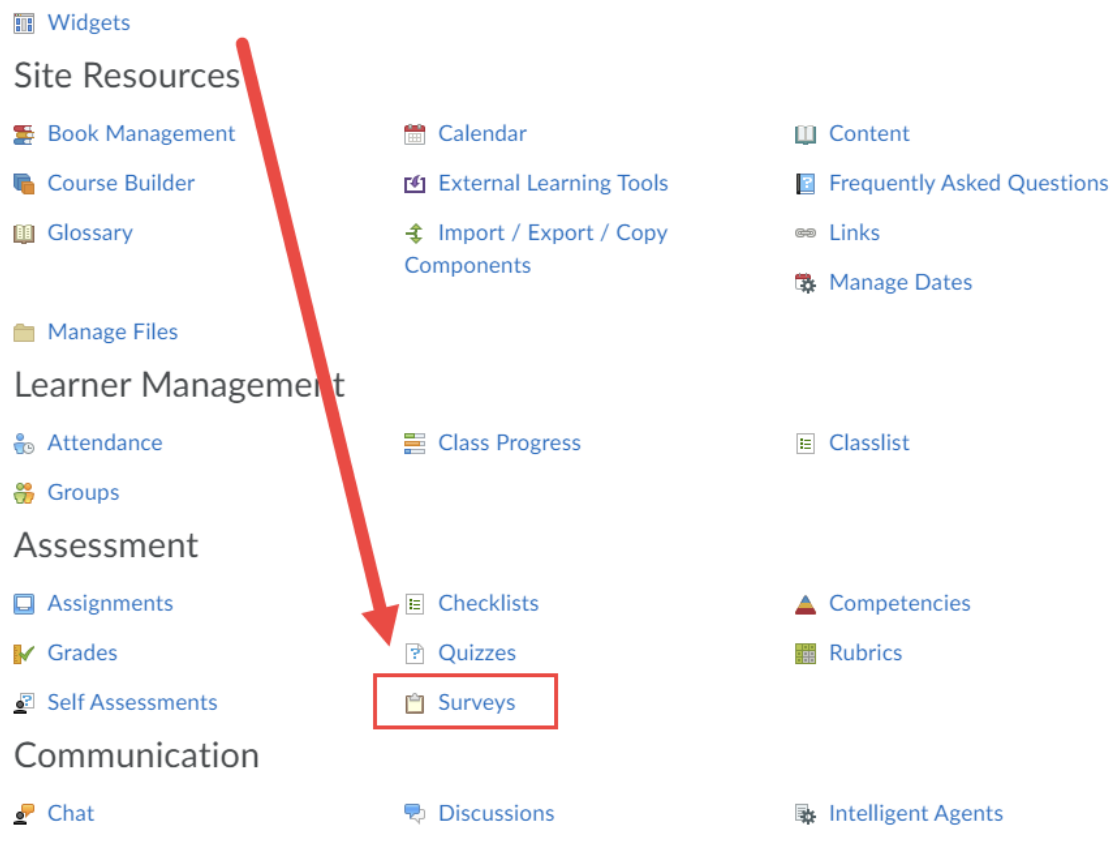 Widgets
Site Resources
Book Management
Calendar
Content
Course Builder
External Learning Tools
Frequently Asked Questions
Glossary
Import / Export / Copy
Components
Links
Manage Dates
Manage Files
Learner Management
Attendance
Class Progress
Classlist
Groups
Assessment
Assignments
Checklists
Competencies
Grades
Quizzes
Rubrics
Self Assessments
Surveys
Communication
Chat
Discussions
Intelligent Agents